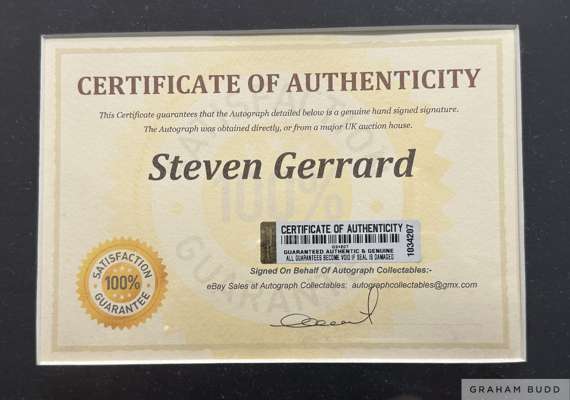 CERTIFICATE OF AUTHENTICITY
This Certificate guarantees that the Autograph detailed below is a genuine hand signed signature.
The Autograph was obtained directly, or from a major UK auction house.
Steven Gerrard
100%
GUARANTEE
CERTIFICATE OF AUTHENTICITY
1034207
GUARANTEED AUTHENTIC & GENUINE
ALL GUARANTEES BECOME VOID IF SEAL IS DAMAGED
SATISFACTION
100%
GUARANTEE
Signed On Behalf Of Autograph Collectables:-
eBay Sales at Autograph Collectables; autographcollectables@gmx.com
GRAHAM BUDD